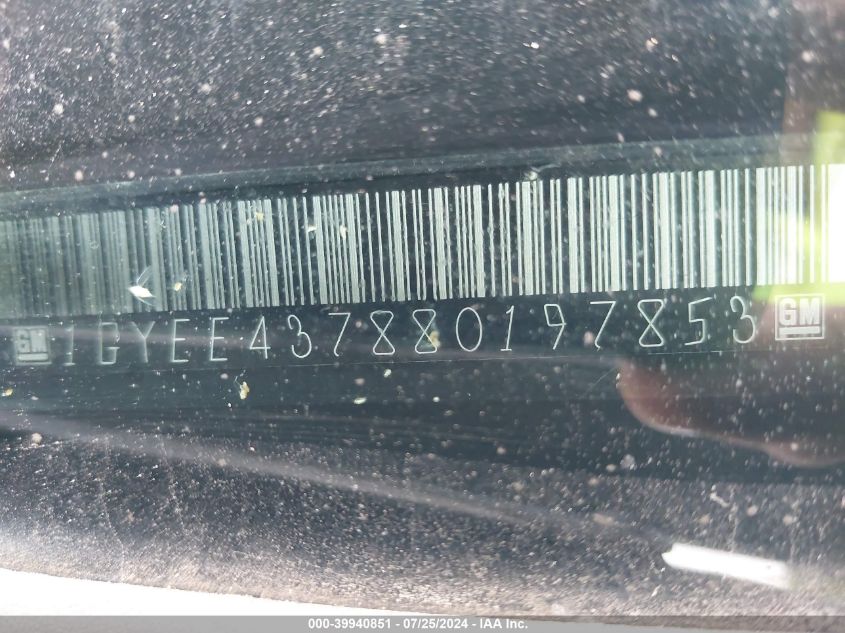 GM 1GYEE437880197853 GM
000-39940851 - 07/25/2024 - IAA Inc.